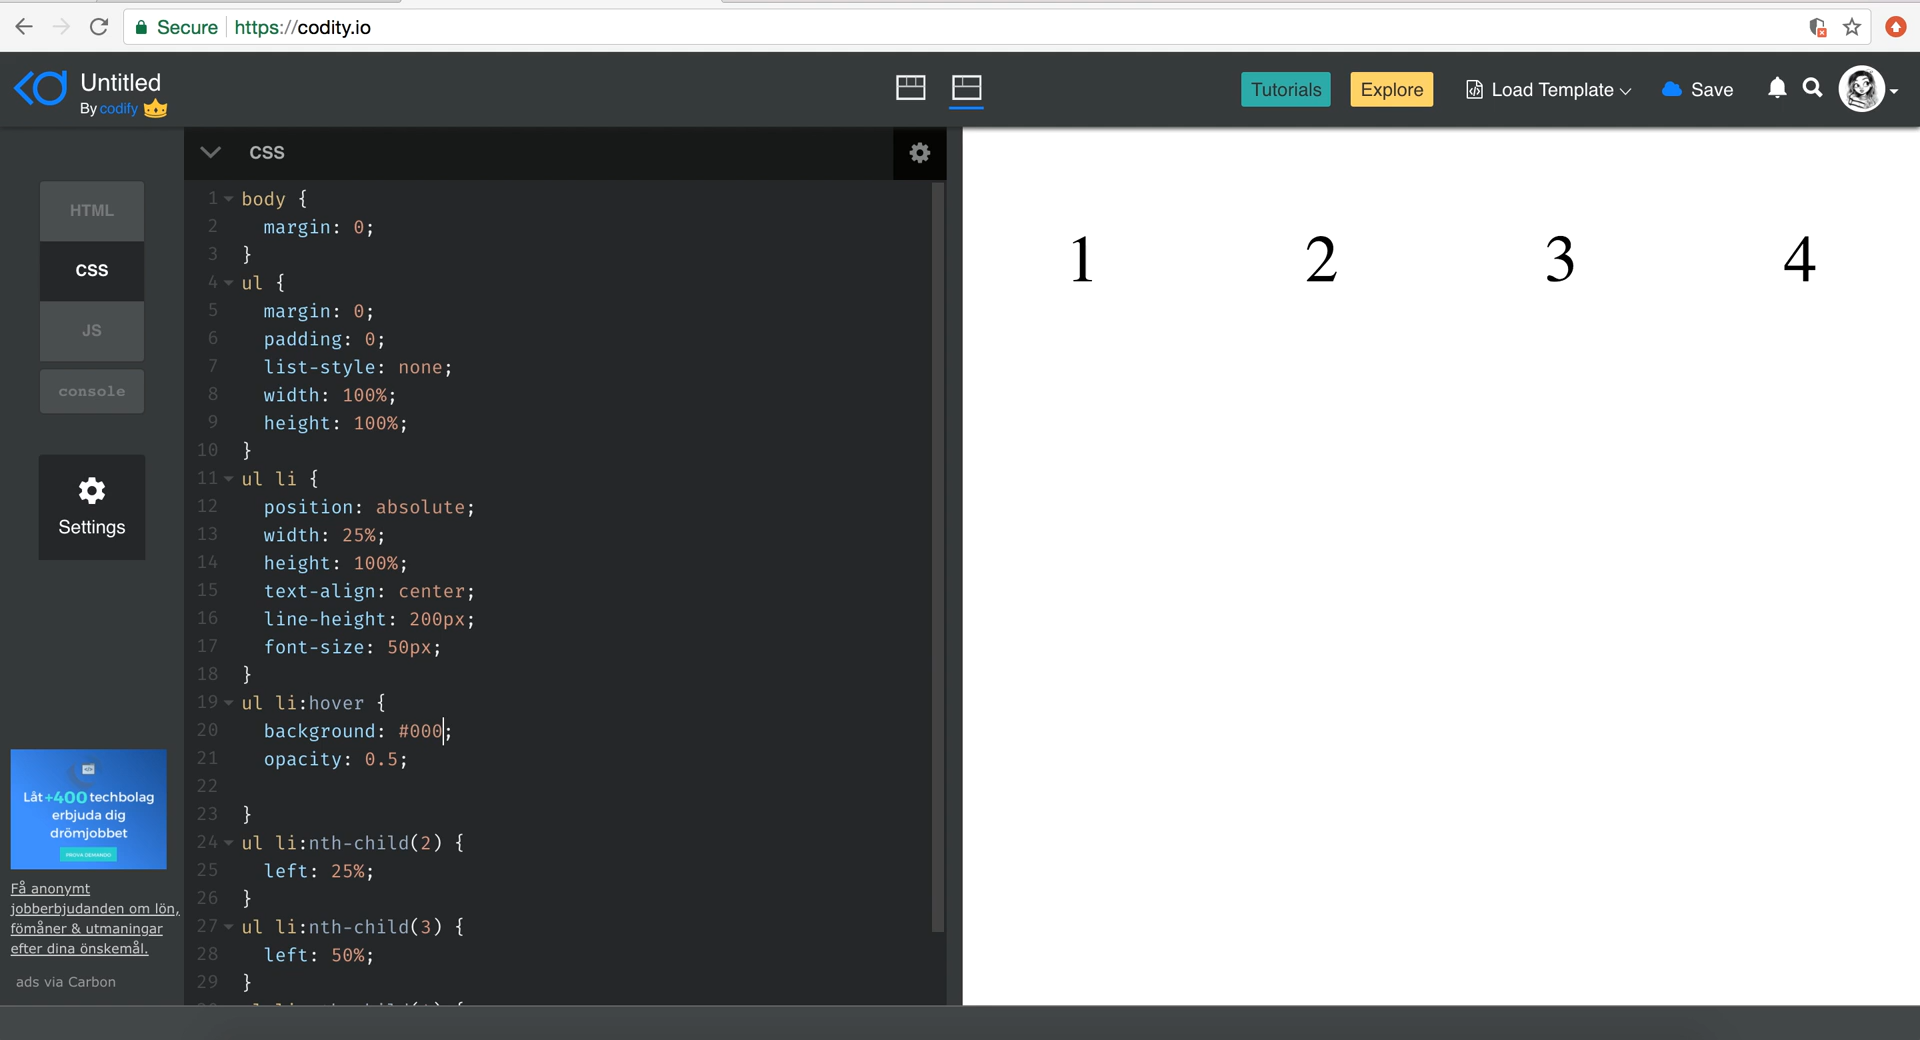 Secure https://codity.io
Untitled
By codify
Tutorials
Explore
Load Template
Save
CSS
HTML
CSS
JS
console
Settings
1 body {
2 margin: 0;
3 }
4 ul {
5 margin: 0;
6 padding: 0;
7 list-style: none;
8 width: 100%;
9 height: 100%;
10 }
11 ul li {
12 position: absolute;
13 width: 25%;
14 height: 100%;
15 text-align: center;
16 line-height: 200px;
17 font-size: 50px;
18 }
19 ul li:hover {
20 background: #000;
21 opacity: 0.5;
22
23 }
24 ul li:nth-child(2) {
25 left: 25%;
26 }
27 ul li:nth-child(3) {
28 left: 50%;
29 }
1 2 3 4
Låt +400 techbolag
erbjuda dig
drömjobbet
PROVA DEMANDO
Få anonymt
jobberbjudanden om lön,
fömåner & utmaningar
efter dina önskemål.
ads via Carbon